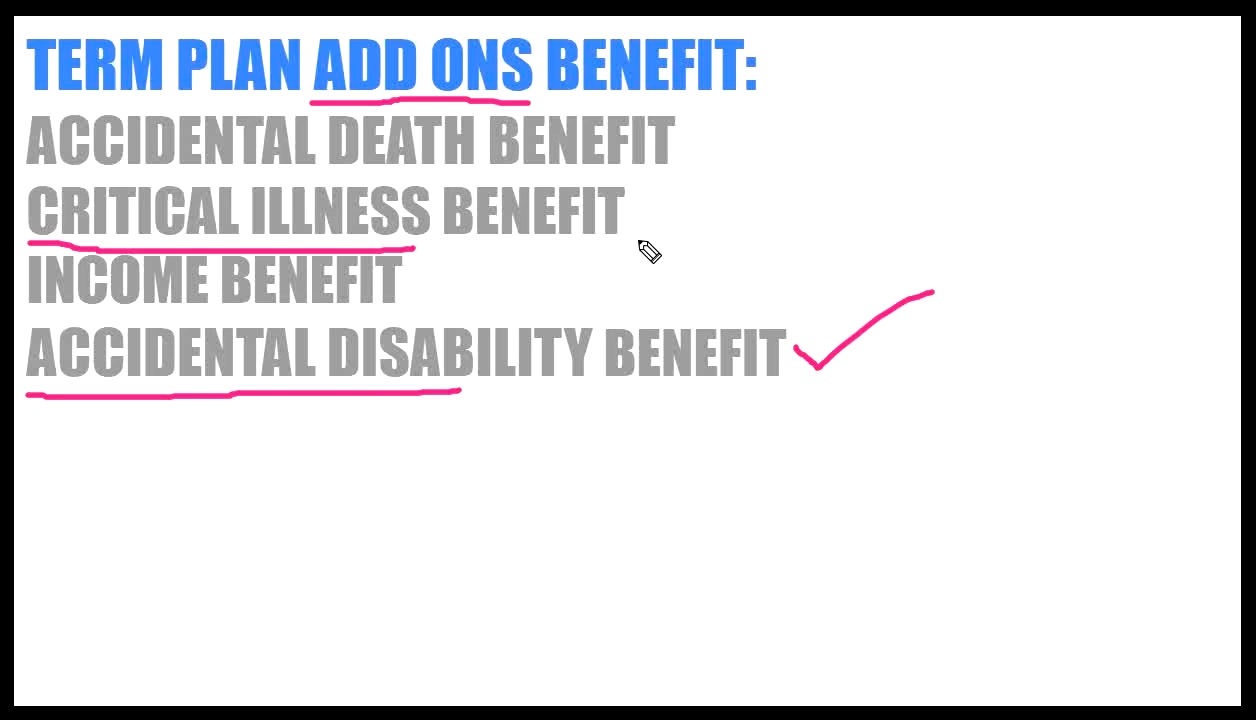 TERM PLAN ADD ONS BENEFIT:
ACCIDENTAL DEATH BENEFIT
CRITICAL ILLNESS BENEFIT
INCOME BENEFIT
ACCIDENTAL DISABILITY BENEFIT